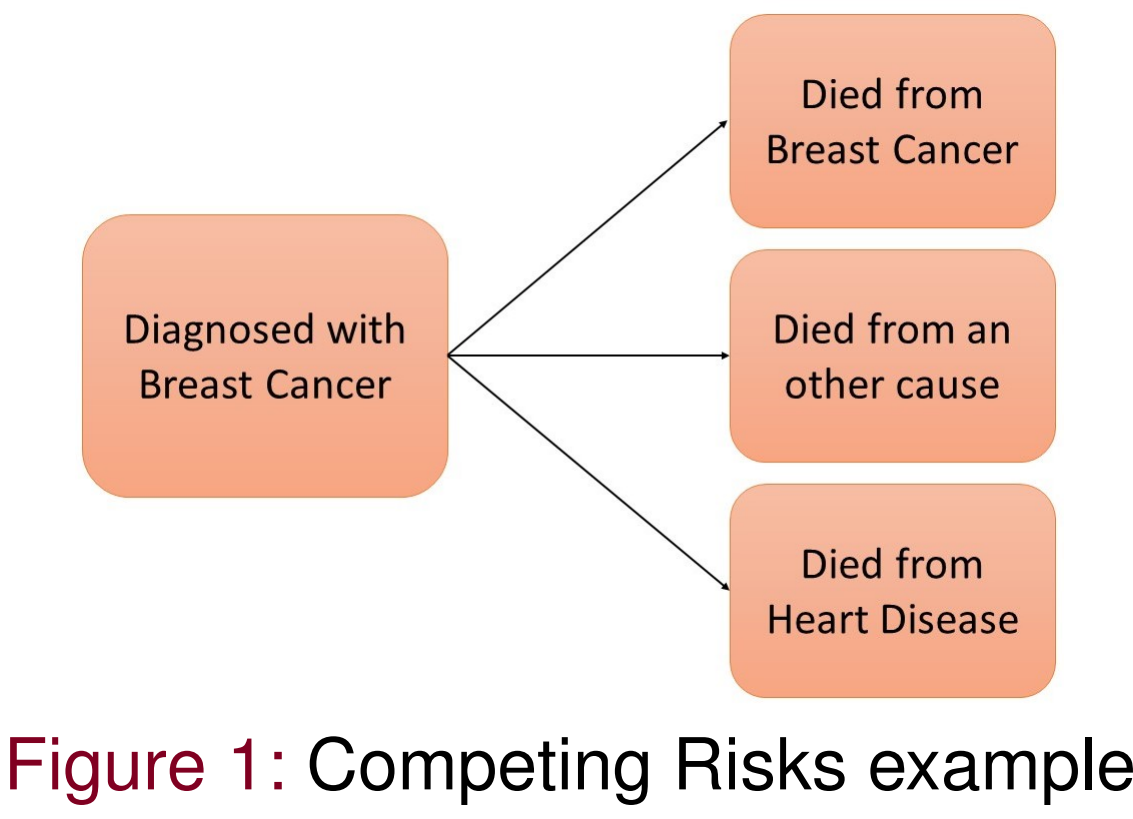 Diagnosed with
Breast Cancer
Died from
Breast Cancer
Died from an
other cause
Died from
Heart Disease
Figure 1: Competing Risks example